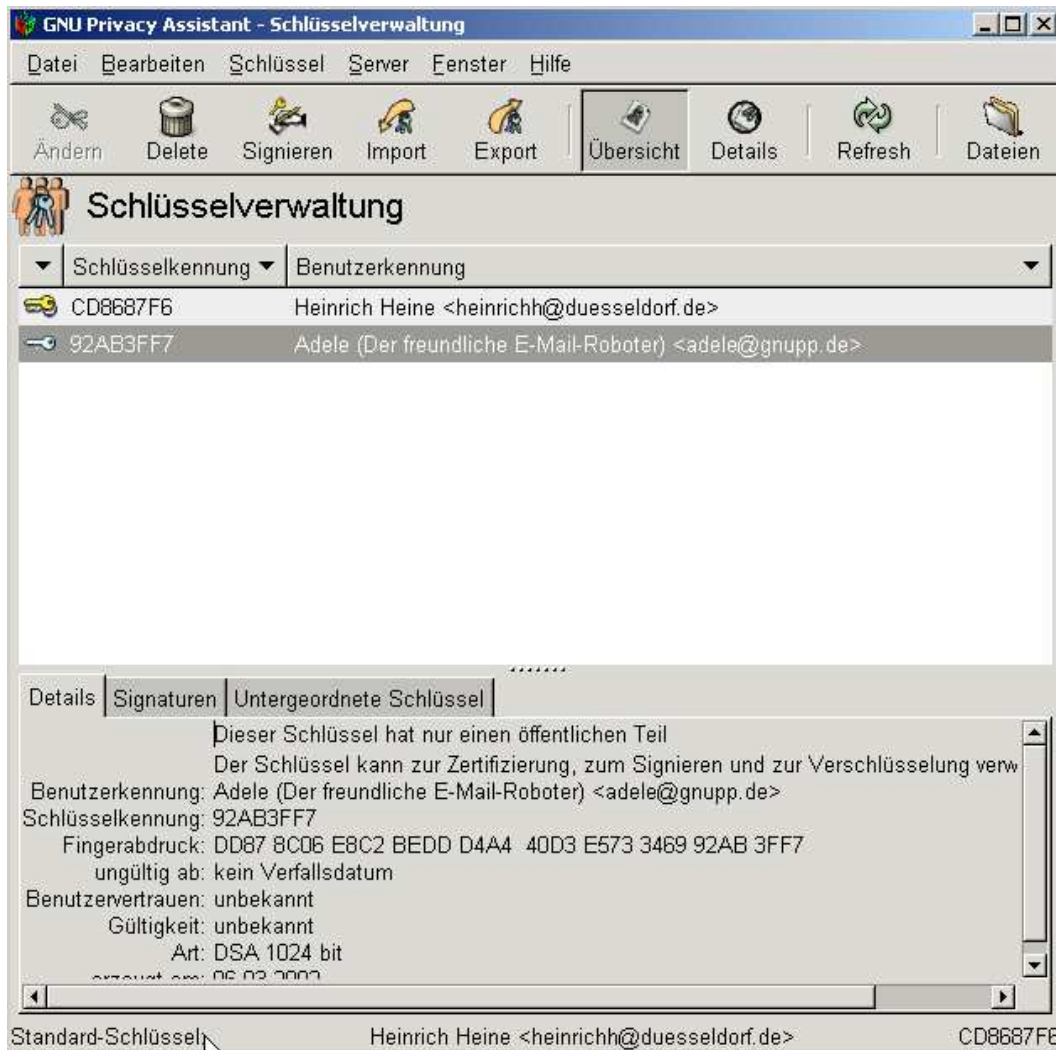 GNU Privacy Assistant - Schlüsselverwaltung
Datei Bearbeiten Schlüssel Server Fenster Hilfe
Ändern Delete Signieren Import Export Übersicht Details Refresh Dateien
Schlüsselverwaltung
Schlüsselkennung Benutzerkennung
CD8687F6 Heinrich Heine <heinrichh@duesseldorf.de>
92AB3FF7 Adele (Der freundliche E-Mail-Roboter) <adele@gnupp.de>
Details Signaturen Untergeordnete Schlüssel
Dieser Schlüssel hat nur einen öffentlichen Teil
Der Schlüssel kann zur Zertifizierung, zum Signieren und zur Verschlüsselung verw
Benutzerkennung: Adele (Der freundliche E-Mail-Roboter) <adele@gnupp.de>
Schlüsselkennung: 92AB3FF7
Fingerabdruck: DD87 8C06 E8C2 BEDD D4A4 40D3 E573 3469 92AB 3FF7
ungültig ab: kein Verfallsdatum
Benutzervertrauen: unbekannt
Gültigkeit: unbekannt
Art: DSA 1024 bit
Standard-Schlüssel: Heinrich Heine <heinrichh@duesseldorf.de> CD8687F6